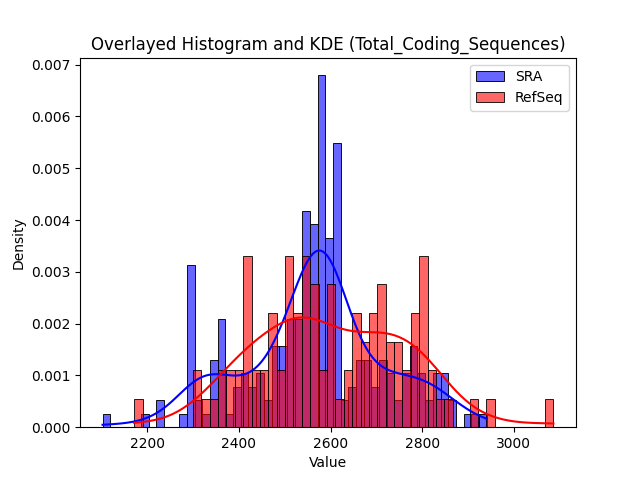 Overlayed Histogram and KDE (Total_Coding_Sequences)
0.007
0.006
0.005
0.004
0.003
0.002
0.001
0.000
Density
SRA
RefSeq
2200
2400
2600
2800
3000
Value